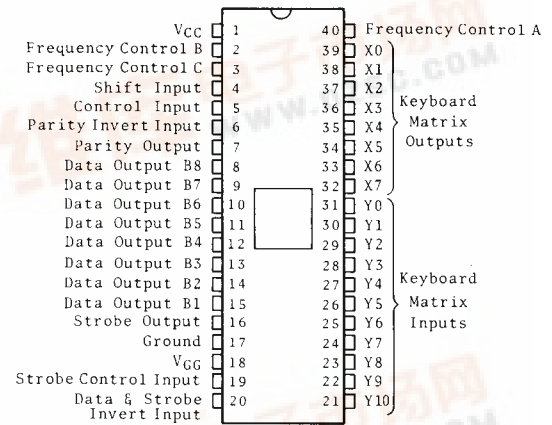 VCC 1 40 Frequency Control A
Frequency Control B 2 39 X0
Frequency Control C 3 38 X1
Shift Input 4 37 X2
Control Input 5 36 X3 Keyboard
Parity Invert Input 6 35 X4 Matrix
Parity Output 7 34 X5 Outputs
Data Output B8 8 33 X6
Data Output B7 9 32 X7
Data Output B6 10 31 Y0
Data Output B5 11 30 Y1
Data Output B4 12 29 Y2
Data Output B3 13 28 Y3
Data Output B2 14 27 Y4 Keyboard
Data Output B1 15 26 Y5 Matrix
Strobe Output 16 25 Y6 Inputs
Ground 17 24 Y7
VGG 18 23 Y8
Strobe Control Input 19 22 Y9
Data & Strobe 20 21 Y10
Invert Input